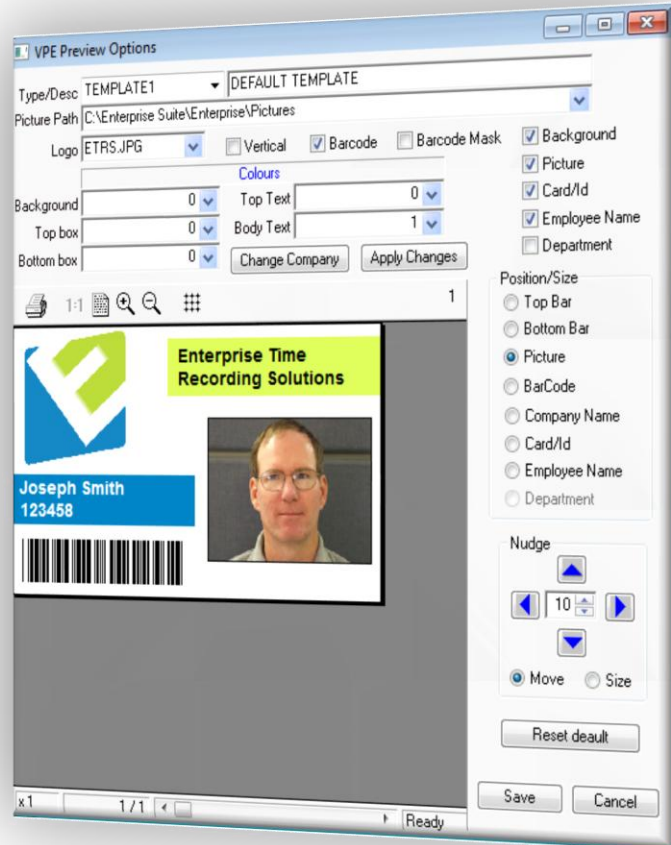 VPE Preview Options
Type/Desc TEMPLATE1 DEFAULT TEMPLATE
Picture Path C:\Enterprise Suite\Enterprise\Pictures
Logo ETRS.JPG Vertical Barcode Barcode Mask
Background
Picture
Card/Id
Employee Name
Department
Colours
Background 0 Top Text 0
Top box 0 Body Text 1
Bottom box 0 Change Company Apply Changes
1:1 1
Enterprise Time
Recording Solutions
Joseph Smith
123458
Position/Size
Top Bar
Bottom Bar
Picture
BarCode
Company Name
Card/Id
Employee Name
Department
Nudge
10
Move Size
Reset deault
Save Cancel
x1 1/1 Ready